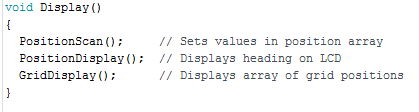 void Display()
{
  PositionScan();     // Sets values in position array
  PositionDisplay();  // Displays heading on LCD
  GridDisplay();      // Displays array of grid positions
}